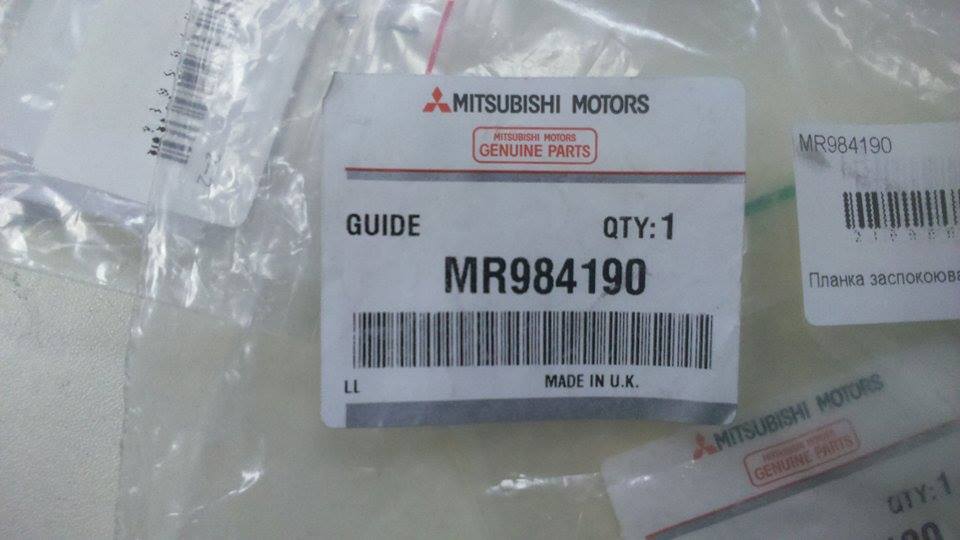 MITSUBISHI MOTORS
MITSUBISHI MOTORS
GENUINE PARTS
GUIDE QTY: 1
MR984190
LL MADE IN U.K.
MR984190
Планка
MITSUBISHI MOTORS
MITSUBISHI MOTORS
GENUINE PARTS
QTY: 1